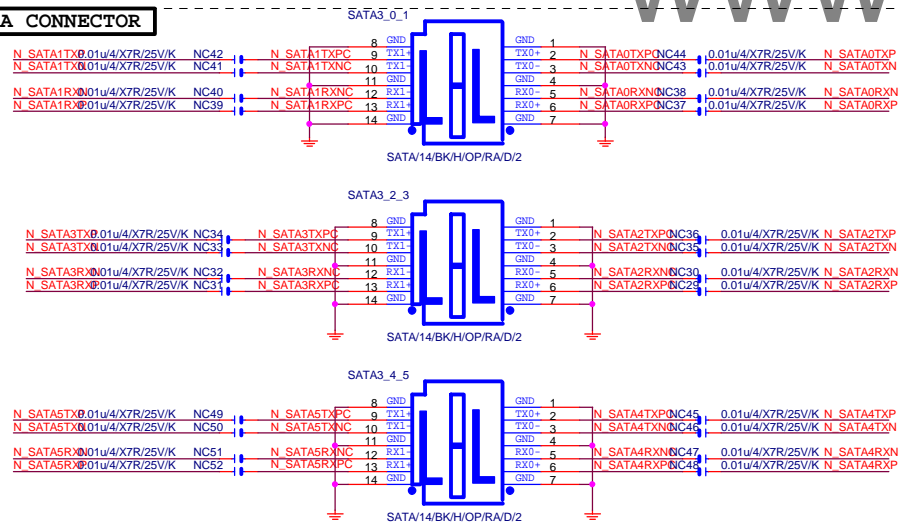 A CONNECTOR
WWW
SATA3_0_1
8 GND GND 1
N_SATA1TXP 0.01u/4/X7R/25V/K NC42 N_SATA1TXPC 9 TX1+ TX0+ 2 N_SATA0TXPC NC44 0.01u/4/X7R/25V/K N_SATA0TXP
N_SATA1TXN 0.01u/4/X7R/25V/K NC41 N_SATA1TXNC 10 TX1- TX0- 3 N_SATA0TXNC NC43 0.01u/4/X7R/25V/K N_SATA0TXN
11 GND GND 4
N_SATA1RXN 0.01u/4/X7R/25V/K NC40 N_SATA1RXNC 12 RX1- RX0- 5 N_SATA0RXNC NC38 0.01u/4/X7R/25V/K N_SATA0RXN
N_SATA1RXP 0.01u/4/X7R/25V/K NC39 N_SATA1RXPC 13 RX1+ RX0+ 6 N_SATA0RXPC NC37 0.01u/4/X7R/25V/K N_SATA0RXP
14 GND GND 7
SATA/14/BK/H/OP/RA/D/2
SATA3_2_3
8 GND GND 1
N_SATA3TXP 0.01u/4/X7R/25V/K NC34 N_SATA3TXPC 9 TX1+ TX0+ 2 N_SATA2TXPC NC36 0.01u/4/X7R/25V/K N_SATA2TXP
N_SATA3TXN 0.01u/4/X7R/25V/K NC33 N_SATA3TXNC 10 TX1- TX0- 3 N_SATA2TXNC NC35 0.01u/4/X7R/25V/K N_SATA2TXN
11 GND GND 4
N_SATA3RXN 0.01u/4/X7R/25V/K NC32 N_SATA3RXNC 12 RX1- RX0- 5 N_SATA2RXNC NC30 0.01u/4/X7R/25V/K N_SATA2RXN
N_SATA3RXP 0.01u/4/X7R/25V/K NC31 N_SATA3RXPC 13 RX1+ RX0+ 6 N_SATA2RXPC NC29 0.01u/4/X7R/25V/K N_SATA2RXP
14 GND GND 7
SATA/14/BK/H/OP/RA/D/2
SATA3_4_5
8 GND GND 1
N_SATA5TXP 0.01u/4/X7R/25V/K NC49 N_SATA5TXPC 9 TX1+ TX0+ 2 N_SATA4TXPC NC45 0.01u/4/X7R/25V/K N_SATA4TXP
N_SATA5TXN 0.01u/4/X7R/25V/K NC50 N_SATA5TXNC 10 TX1- TX0- 3 N_SATA4TXNC NC46 0.01u/4/X7R/25V/K N_SATA4TXN
11 GND GND 4
N_SATA5RXN 0.01u/4/X7R/25V/K NC51 N_SATA5RXNC 12 RX1- RX0- 5 N_SATA4RXNC NC47 0.01u/4/X7R/25V/K N_SATA4RXN
N_SATA5RXP 0.01u/4/X7R/25V/K NC52 N_SATA5RXPC 13 RX1+ RX0+ 6 N_SATA4RXPC NC48 0.01u/4/X7R/25V/K N_SATA4RXP
14 GND GND 7
SATA/14/BK/H/OP/RA/D/2